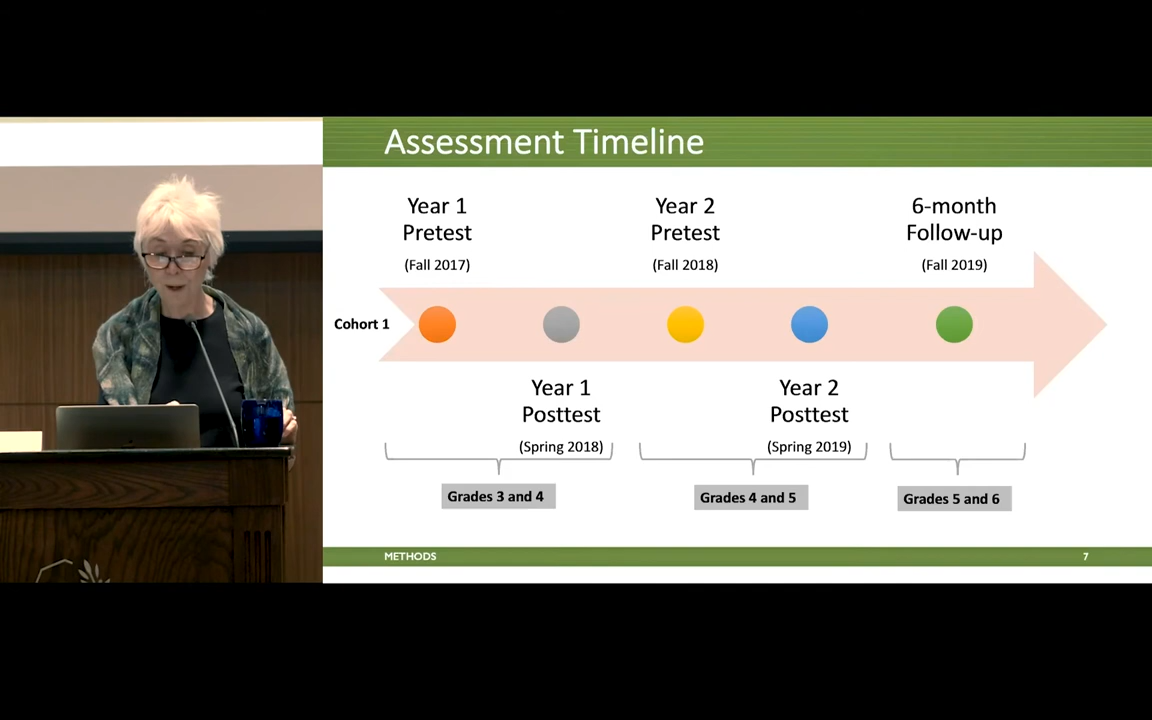 Assessment Timeline
Year 1
Pretest
(Fall 2017)
Year 2
Pretest
(Fall 2018)
6-month
Follow-up
(Fall 2019)
Cohort 1
Year 1
Posttest
(Spring 2018)
Year 2
Posttest
(Spring 2019)
Grades 3 and 4
Grades 4 and 5
Grades 5 and 6
METHODS
7